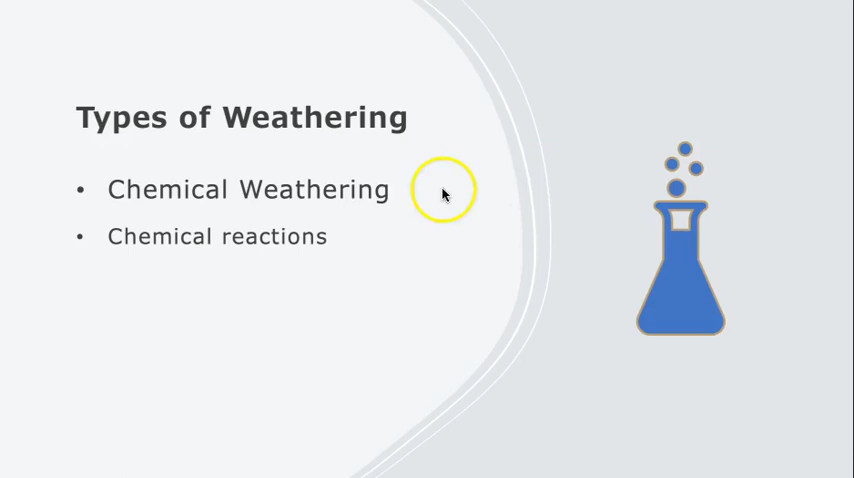 Types of Weathering
• Chemical Weathering
• Chemical reactions